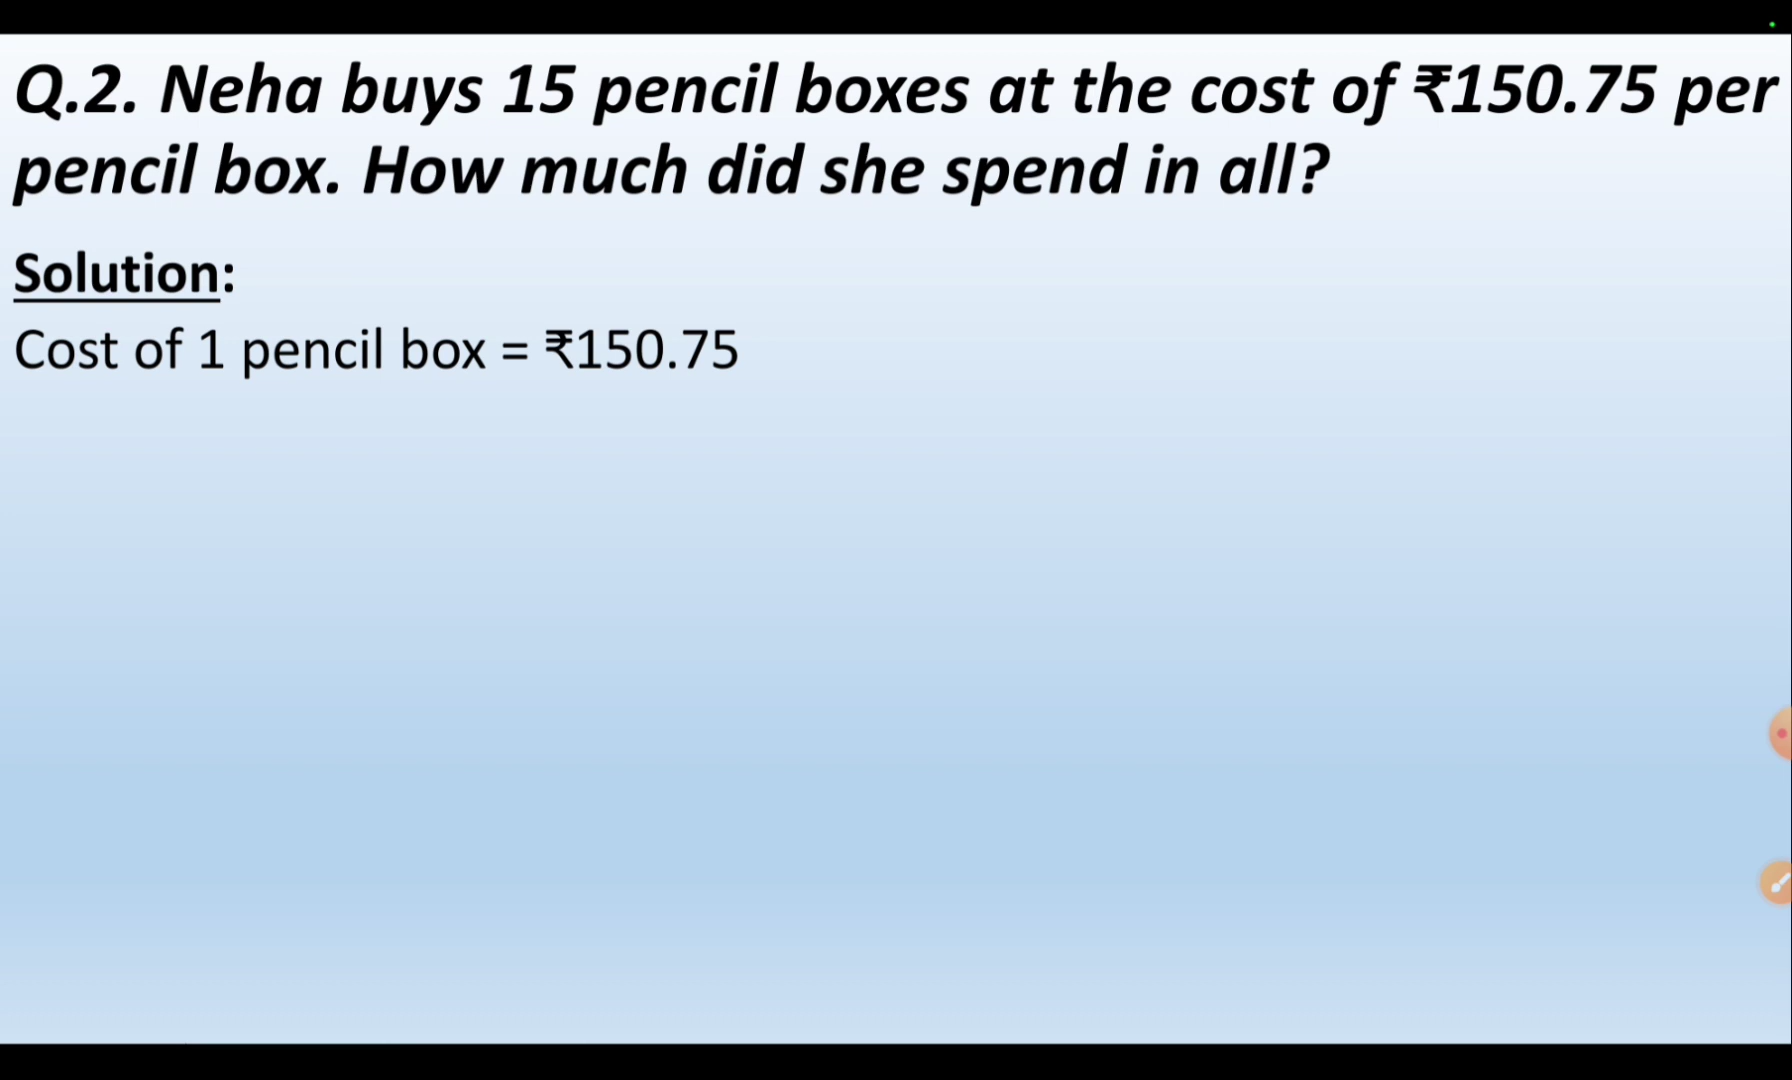 Q.2. Neha buys 15 pencil boxes at the cost of ₹150.75 per
pencil box. How much did she spend in all?
Solution:
Cost of 1 pencil box = ₹150.75